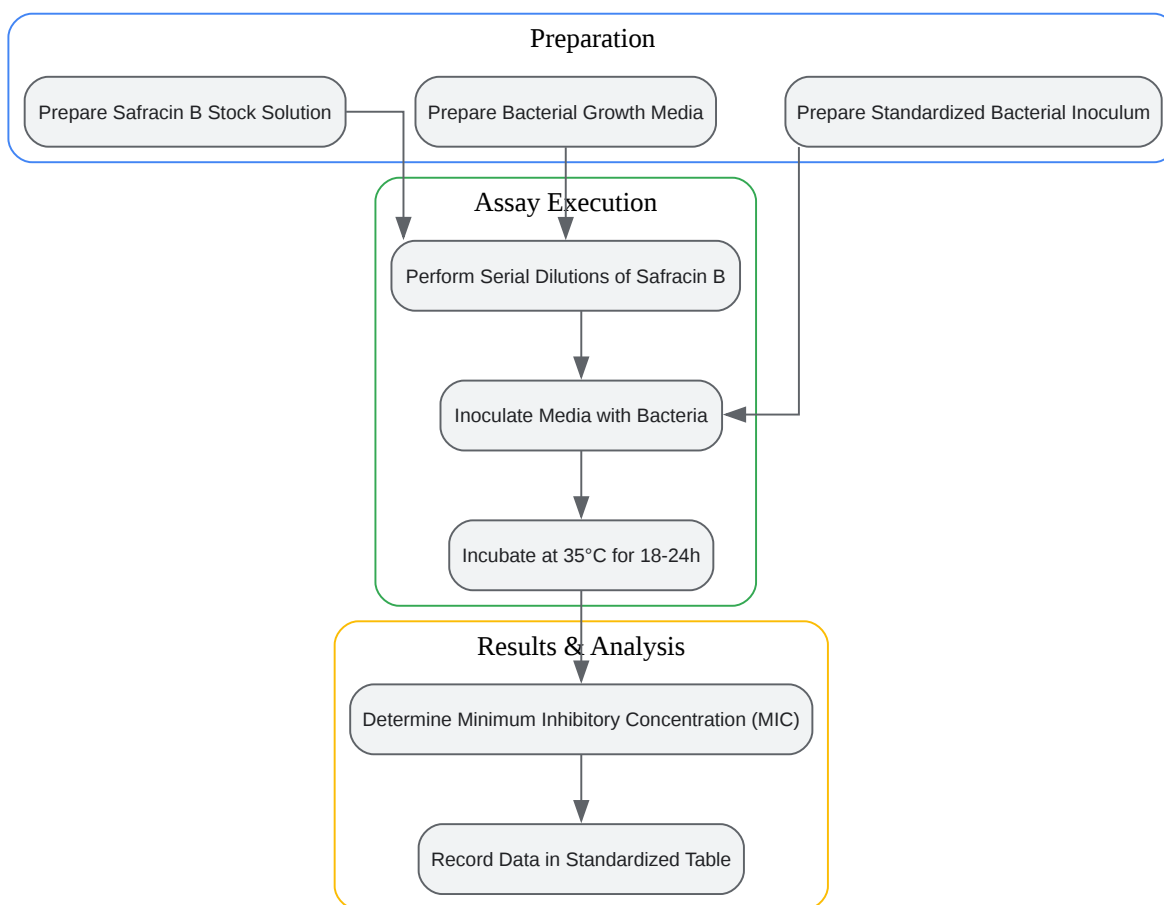 Preparation
Prepare Safracin B Stock Solution
Prepare Bacterial Growth Media
Prepare Standardized Bacterial Inoculum
Assay Execution
Perform Serial Dilutions of Safracin B
Inoculate Media with Bacteria
Incubate at 35°C for 18-24h
Results & Analysis
Determine Minimum Inhibitory Concentration (MIC)
Record Data in Standardized Table